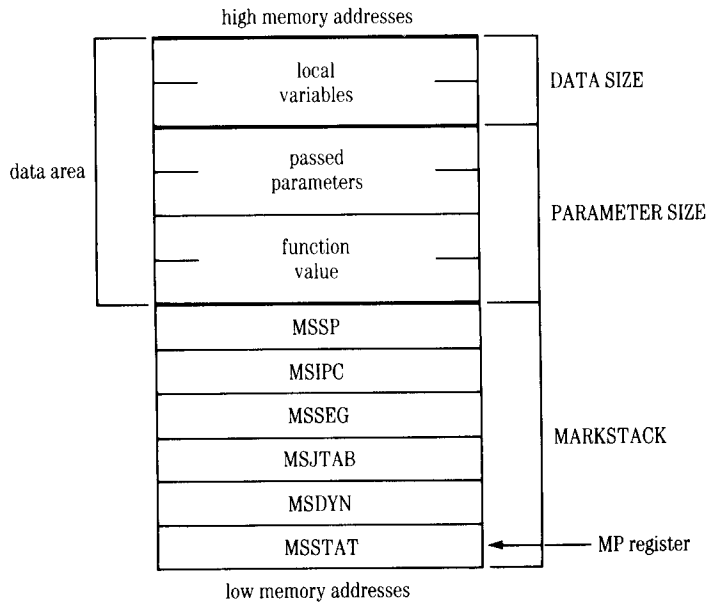 high memory addresses
local
variables
DATA SIZE
data area
passed
parameters
PARAMETER SIZE
function
value
MSSP
MSIPC
MSSEG
MARKSTACK
MSJTAB
MSDYN
MSSTAT
MP register
low memory addresses